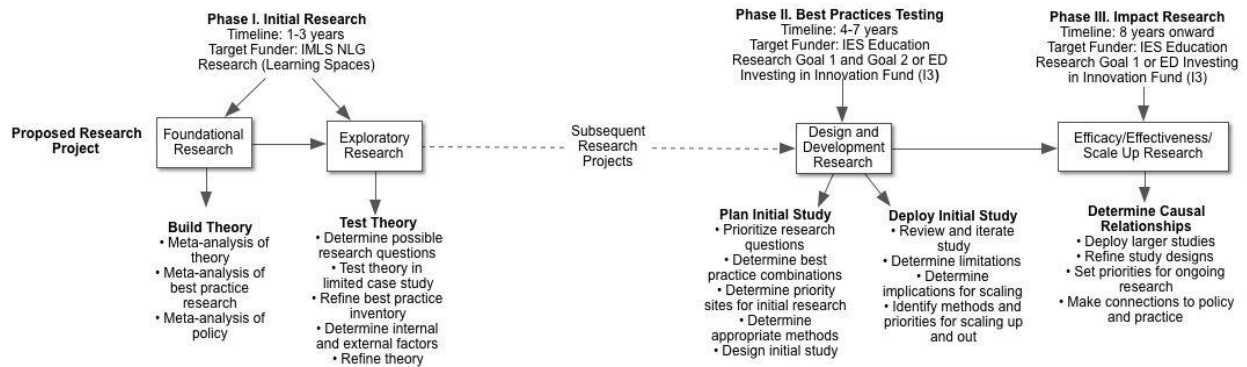 Phase I. Initial Research
Timeline: 1-3 years
Target Funder: IMLS NLG
Research (Learning Spaces)
Phase II. Best Practices Testing
Timeline: 4-7 years
Target Funder: IES Education
Research Goal 1 and Goal 2 or ED
Investing in Innovation Fund (I3)
Phase III. Impact Research
Timeline: 8 years onward
Target Funder: IES Education
Research Goal 1 or ED Investing
in Innovation Fund (I3)
Proposed Research
Project
Foundational
Research
Exploratory
Research
Subsequent
Research
Projects
Design and
Development
Research
Efficacy/Effectiveness/
Scale Up Research
Build Theory
• Meta-analysis of
theory
• Meta-analysis of
best practice
research
• Meta-analysis of
policy
Test Theory
• Determine possible
research questions
• Test theory in
limited case study
• Refine best practice
inventory
• Determine internal
and external factors
• Refine theory
Plan Initial Study
• Prioritize research
questions
• Determine best
practice combinations
• Determine priority
sites for initial research
• Determine
appropriate methods
• Design initial study
Deploy Initial Study
• Review and iterate
study
• Determine limitations
• Determine
implications for scaling
• Identify methods and
priorities for scaling up
and out
Determine Causal
Relationships
• Deploy larger studies
• Refine study designs
• Set priorities for ongoing
research
• Make connections to policy
and practice